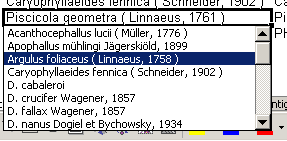 Caryophyllaeides fennica ( Schneider, 1902 ) C
Piscicola geometra ( Linnaeus, 1761 )
Acanthocephallus lucii ( Müller, 1776 )
Apophallus mühlingi Jägerskiöld, 1899
Argulus foliaceus ( Linnaeus, 1758 )
Caryophyllaeides fennica ( Schneider, 1902 )
D. cabaleroi
D. crucifer Wagener, 1857
D. fallax Wagener, 1857
D. nanus Dogiel et Bychowsky, 1934